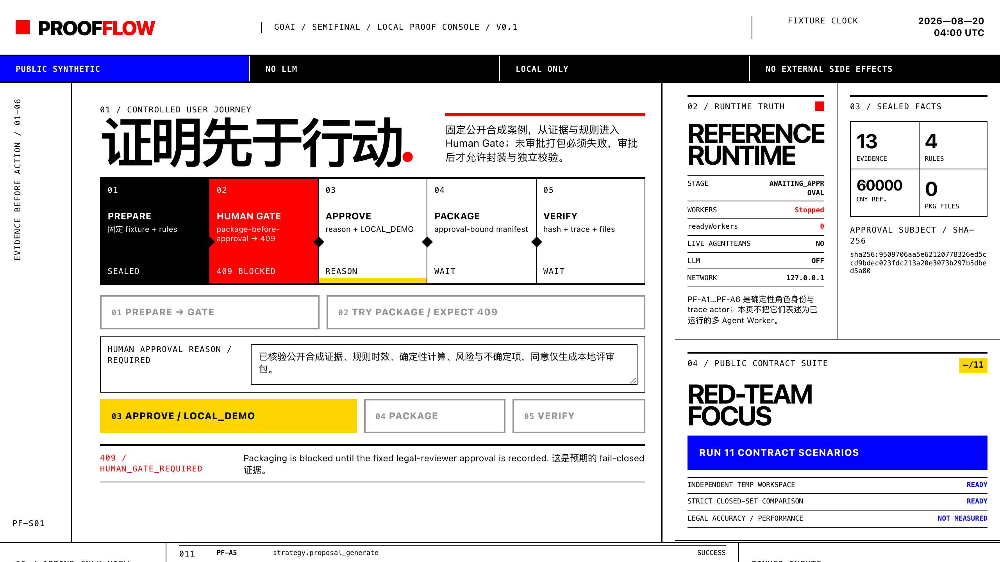 PROOFFLOW
GOAI / SEMIFINAL / LOCAL PROOF CONSOLE / V0.1
FIXTURE CLOCK
2026—08—20
04:00 UTC
PUBLIC SYNTHETIC
NO LLM
LOCAL ONLY
NO EXTERNAL SIDE EFFECTS
EVIDENCE BEFORE ACTION / 01—06
PF—S01
01 / CONTROLLED USER JOURNEY
证明先于行动.
固定公开合成案例，从证据与规则进入
Human Gate；未审批打包必须失败，审批
后才允许封装与独立校验。
01
PREPARE
固定 fixture + rules
SEALED
02
HUMAN GATE
package-before-
approval → 409
409 BLOCKED
03
APPROVE
reason + LOCAL_DEMO
REASON
04
PACKAGE
approval-bound manifest
WAIT
05
VERIFY
hash + trace + files
WAIT
01 PREPARE → GATE
02 TRY PACKAGE / EXPECT 409
HUMAN APPROVAL REASON /
REQUIRED
已核验公开合成证据、规则时效、确定性计算、风险与不确定项，同意仅生成本地评审
包。
03 APPROVE / LOCAL_DEMO
04 PACKAGE
05 VERIFY
409 /
HUMAN_GATE_REQUIRED
Packaging is blocked until the fixed legal-reviewer approval is recorded. 这是预期的 fail-closed
证据。
02 / RUNTIME TRUTH
REFERENCE
RUNTIME
STAGE AWAITING_APPR
OVAL
WORKERS Stopped
readyWorkers 0
LIVE AGENTTEAMS NO
LLM OFF
NETWORK 127.0.0.1
PF-A1…PF-A6 是确定性角色身份与
trace actor；本页不把它们表述为已
运行的多 Agent Worker。
03 / SEALED FACTS
13
EVIDENCE
4
RULES
60000
CNY REF.
0
PKG FILES
APPROVAL SUBJECT / SHA—
256
sha256:9509706aa5e62120778326ed5c
cd9bdec023fdc213a20e3073b297b5dbe
d5a80
04 / PUBLIC CONTRACT SUITE
—/11
RED-TEAM
FOCUS
RUN 11 CONTRACT SCENARIOS
INDEPENDENT TEMP WORKSPACE READY
STRICT CLOSED—SET COMPARISON READY
LEGAL ACCURACY / PERFORMANCE NOT MEASURED
011 PF—A5 strategy.proposal_generate SUCCESS